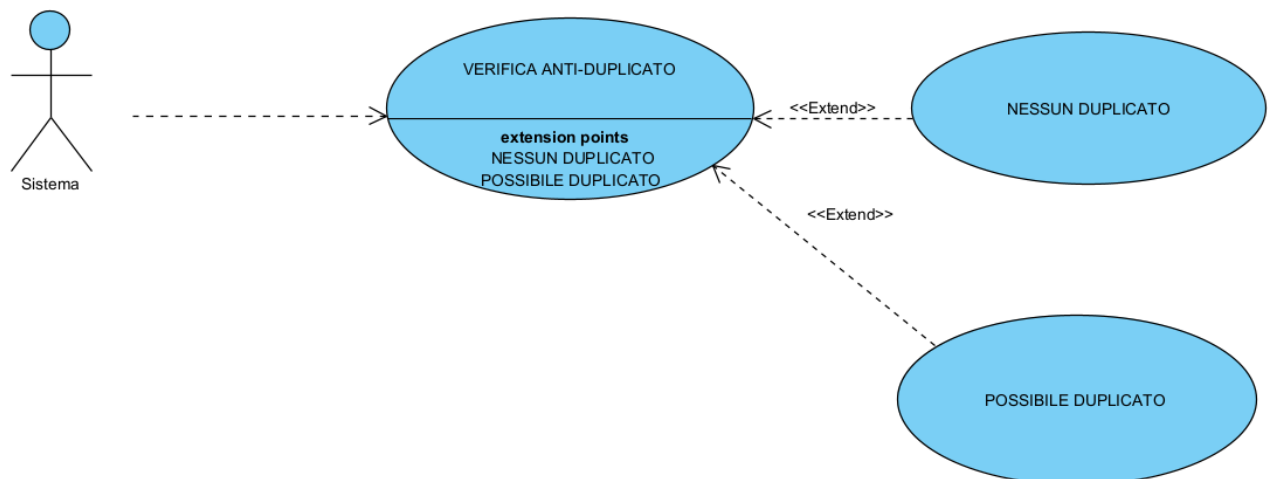 Sistema
VERIFICA ANTI-DUPLICATO
extension points
NESSUN DUPLICATO
POSSIBILE DUPLICATO
<<Extend>>
NESSUN DUPLICATO
<<Extend>>
POSSIBILE DUPLICATO